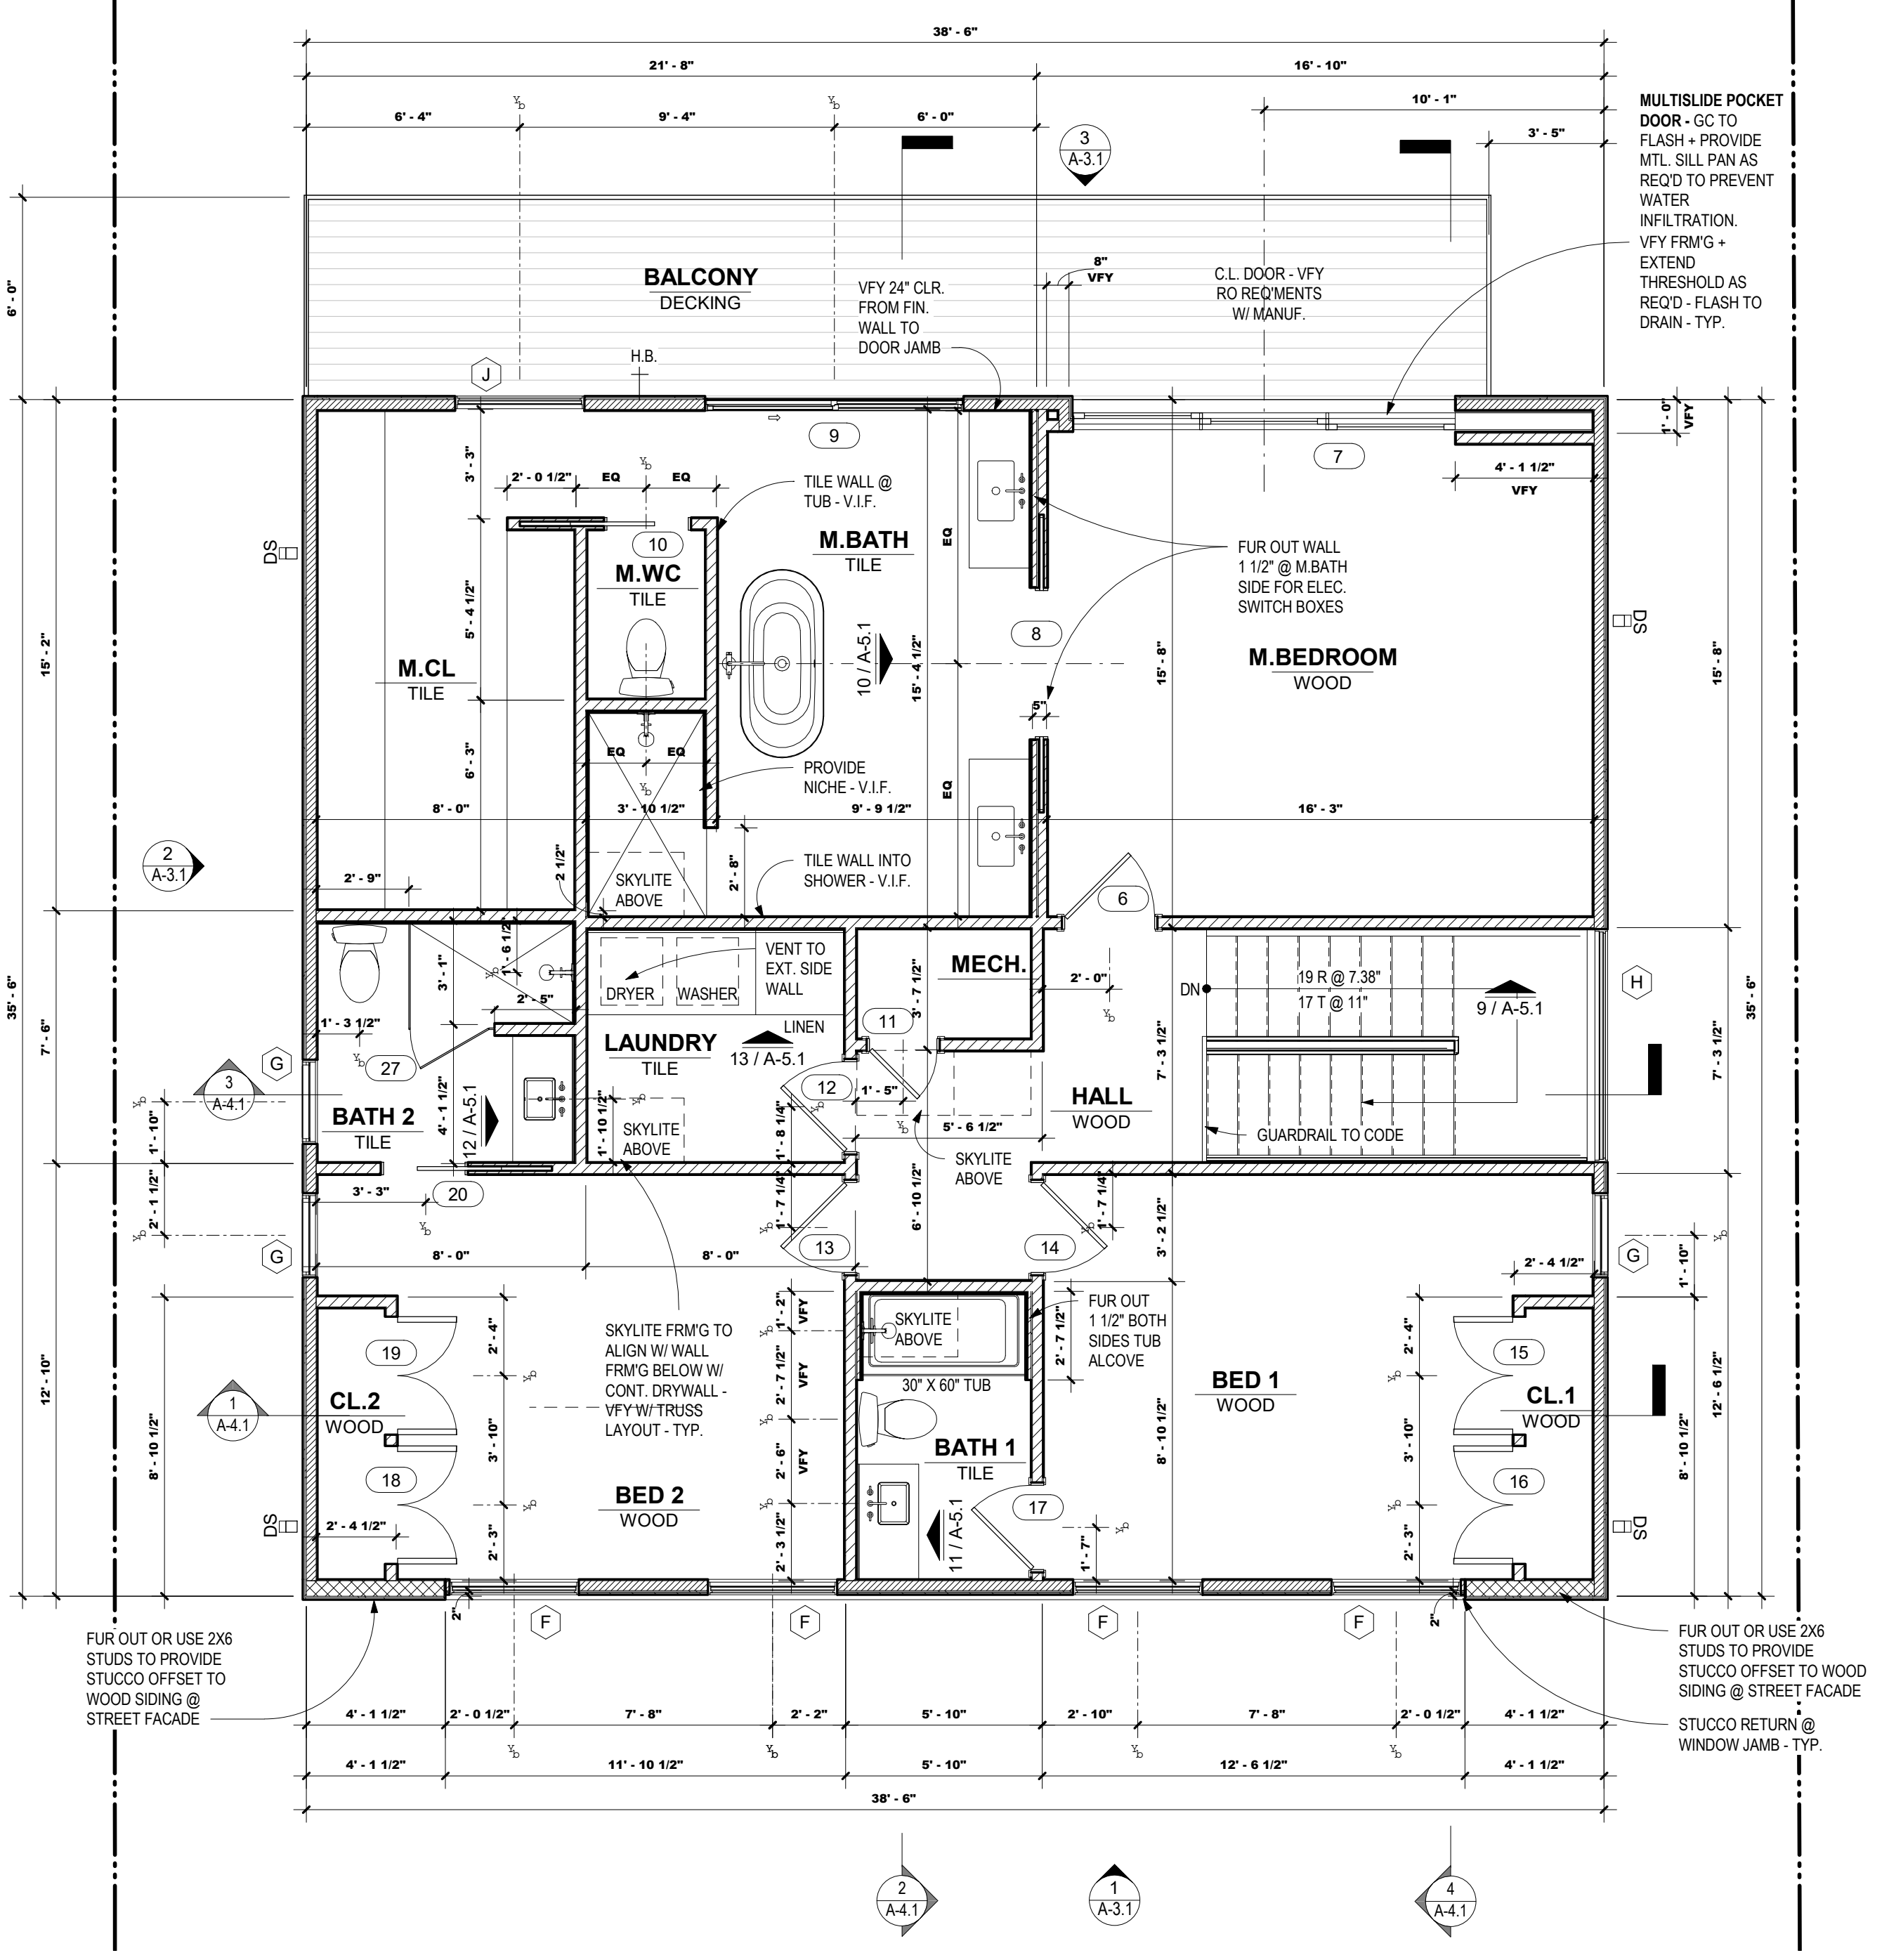 38' - 6"
21' - 8"
16' - 10"
10' - 1"
6' - 4"
9' - 4"
6' - 0"
3' - 5"
MULTISLIDE POCKET
DOOR - GC TO
FLASH + PROVIDE
MTL. SILL PAN AS
REQ'D TO PREVENT
WATER
INFILTRATION.
VFY FRM'G +
EXTEND
THRESHOLD AS
REQ'D - FLASH TO
DRAIN - TYP.
3
A-3.1
6' - 0"
BALCONY
DECKING
VFY 24" CLR.
FROM FIN.
WALL TO
DOOR JAMB
8"
VFY
C.L. DOOR - VFY
RO REQ'MENTS
W/ MANUF.
H.B.
J
9
7
1' - 0"
VFY
4' - 1 1/2"
VFY
3' - 3"
2' - 0 1/2"
EQ
EQ
TILE WALL @
TUB - V.I.F.
10
M.WC
TILE
M.BATH
TILE
EQ
FUR OUT WALL
1 1/2" @ M.BATH
SIDE FOR ELEC.
SWITCH BOXES
DS
DS
5' - 4 1/2"
8
M.CL
TILE
10 / A-5.1
15' - 4 1/2"
M.BEDROOM
WOOD
15' - 8"
15' - 8"
15' - 2"
5"
6' - 3"
EQ
EQ
PROVIDE
NICHE - V.I.F.
EQ
8' - 0"
3' - 10 1/2"
9' - 9 1/2"
16' - 3"
2
A-3.1
2' - 9"
2 1/2"
SKYLITE
ABOVE
2' - 8"
TILE WALL INTO
SHOWER - V.I.F.
6
35' - 6"
7' - 6"
3' - 1"
1' - 6 1/2"
2' - 5"
1' - 3 1/2"
DRYER
WASHER
VENT TO
EXT. SIDE
WALL
LINEN
MECH.
3' - 7 1/2"
2' - 0"
DN
19 R @ 7.38"
17 T @ 11"
9 / A-5.1
H
35' - 6"
11
LAUNDRY
TILE
13 / A-5.1
G
3
A-4.1
27
12
1' - 5"
BATH 2
TILE
4' - 1 1/2"
12 / A-5.1
1' - 10 1/2"
SKYLITE
ABOVE
1' - 8 1/4"
5' - 6 1/2"
SKYLITE
ABOVE
HALL
WOOD
7' - 3 1/2"
7' - 3 1/2"
GUARDRAIL TO CODE
1' - 10"
2' - 1 1/2"
3' - 3"
20
1' - 7 1/4"
6' - 10 1/2"
1' - 7 1/4"
3' - 2 1/2"
G
8' - 0"
8' - 0"
13
14
G
2' - 4 1/2"
1' - 10"
12' - 10"
8' - 10 1/2"
1
A-4.1
19
CL.2
WOOD
18
2' - 4"
3' - 10"
2' - 3"
2' - 4 1/2"
DS
SKYLITE FRM'G TO
ALIGN W/ WALL
FRM'G BELOW W/
CONT. DRYWALL -
VFY W/ TRUSS
LAYOUT - TYP.
BED 2
WOOD
1' - 2"
VFY
2' - 7 1/2"
VFY
2' - 6"
VFY
2' - 3 1/2"
SKYLITE
ABOVE
30" X 60" TUB
2' - 7 1/2"
FUR OUT
1 1/2" BOTH
SIDES TUB
ALCOVE
BATH 1
TILE
11 / A-5.1
17
1' - 7"
8' - 10 1/2"
BED 1
WOOD
2' - 4"
3' - 10"
2' - 3"
15
CL.1
WOOD
16
8' - 10 1/2"
12' - 6 1/2"
DS
2"
2"
F
F
F
F
FUR OUT OR USE 2X6
STUDS TO PROVIDE
STUCCO OFFSET TO
WOOD SIDING @
STREET FACADE
FUR OUT OR USE 2X6
STUDS TO PROVIDE
STUCCO OFFSET TO WOOD
SIDING @ STREET FACADE
STUCCO RETURN @
WINDOW JAMB - TYP.
4' - 1 1/2"
2' - 0 1/2"
7' - 8"
2' - 2"
5' - 10"
2' - 10"
7' - 8"
2' - 0 1/2"
4' - 1 1/2"
4' - 1 1/2"
11' - 10 1/2"
5' - 10"
12' - 6 1/2"
4' - 1 1/2"
38' - 6"
2
A-4.1
1
A-3.1
4
A-4.1